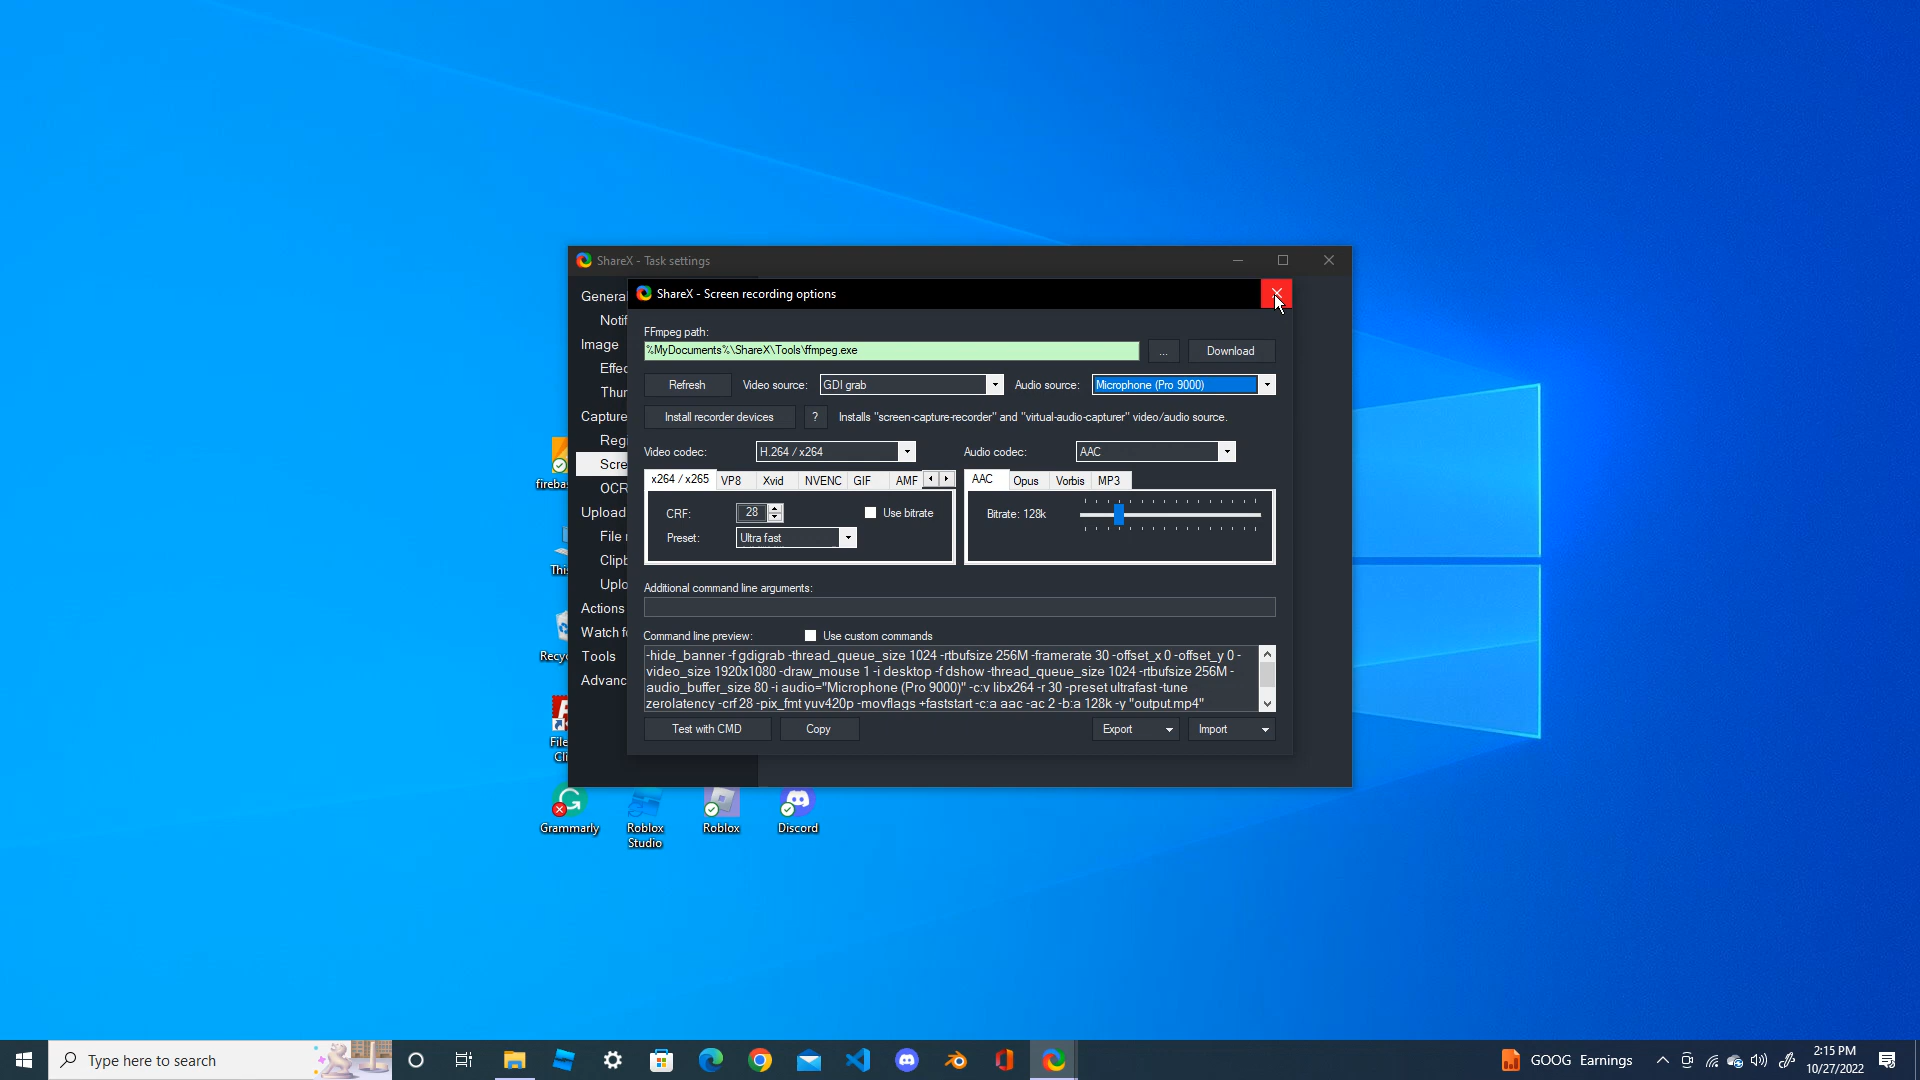 ShareX - Task settings
ShareX - Screen recording options
General
Notif
Image
Effec
Thur
Capture
Regi
Scre
OCR
Upload
File
Clipb
Uplo
Actions
Watch fo
Tools
Advanc
FFmpeg path:
%MyDocuments%\ShareX\Tools\ffmpeg.exe
...
Download
Refresh
Video source:
GDI grab
Audio source:
Microphone (Pro 9000)
Install recorder devices
?
Installs "screen-capture-recorder" and "virtual-audio-capturer" video/audio source.
Video codec:
H.264 / x264
Audio codec:
AAC
x264 / x265
VP8
Xvid
NVENC
GIF
AMF
AAC
Opus
Vorbis
MP3
CRF:
28
Use bitrate
Preset:
Ultra fast
Bitrate: 128k
Additional command line arguments:
Command line preview:
Use custom commands
-hide_banner -f gdigrab -thread_queue_size 1024 -rtbufsize 256M -framerate 30 -offset_x 0 -offset_y 0 -
video_size 1920x1080 -draw_mouse 1 -i desktop -f dshow -thread_queue_size 1024 -rtbufsize 256M -
audio_buffer_size 80 -i audio="Microphone (Pro 9000)" -c:v libx264 -r 30 -preset ultrafast -tune
zerolatency -crf 28 -pix_fmt yuv420p -movflags +faststart -c:a aac -ac 2 -b:a 128k -y "output.mp4"
Test with CMD
Copy
Export
Import
fireba
This
Recyc
File
Cli
Grammarly
Roblox
Studio
Roblox
Discord
Type here to search
GOOG Earnings
2:15 PM
10/27/2022